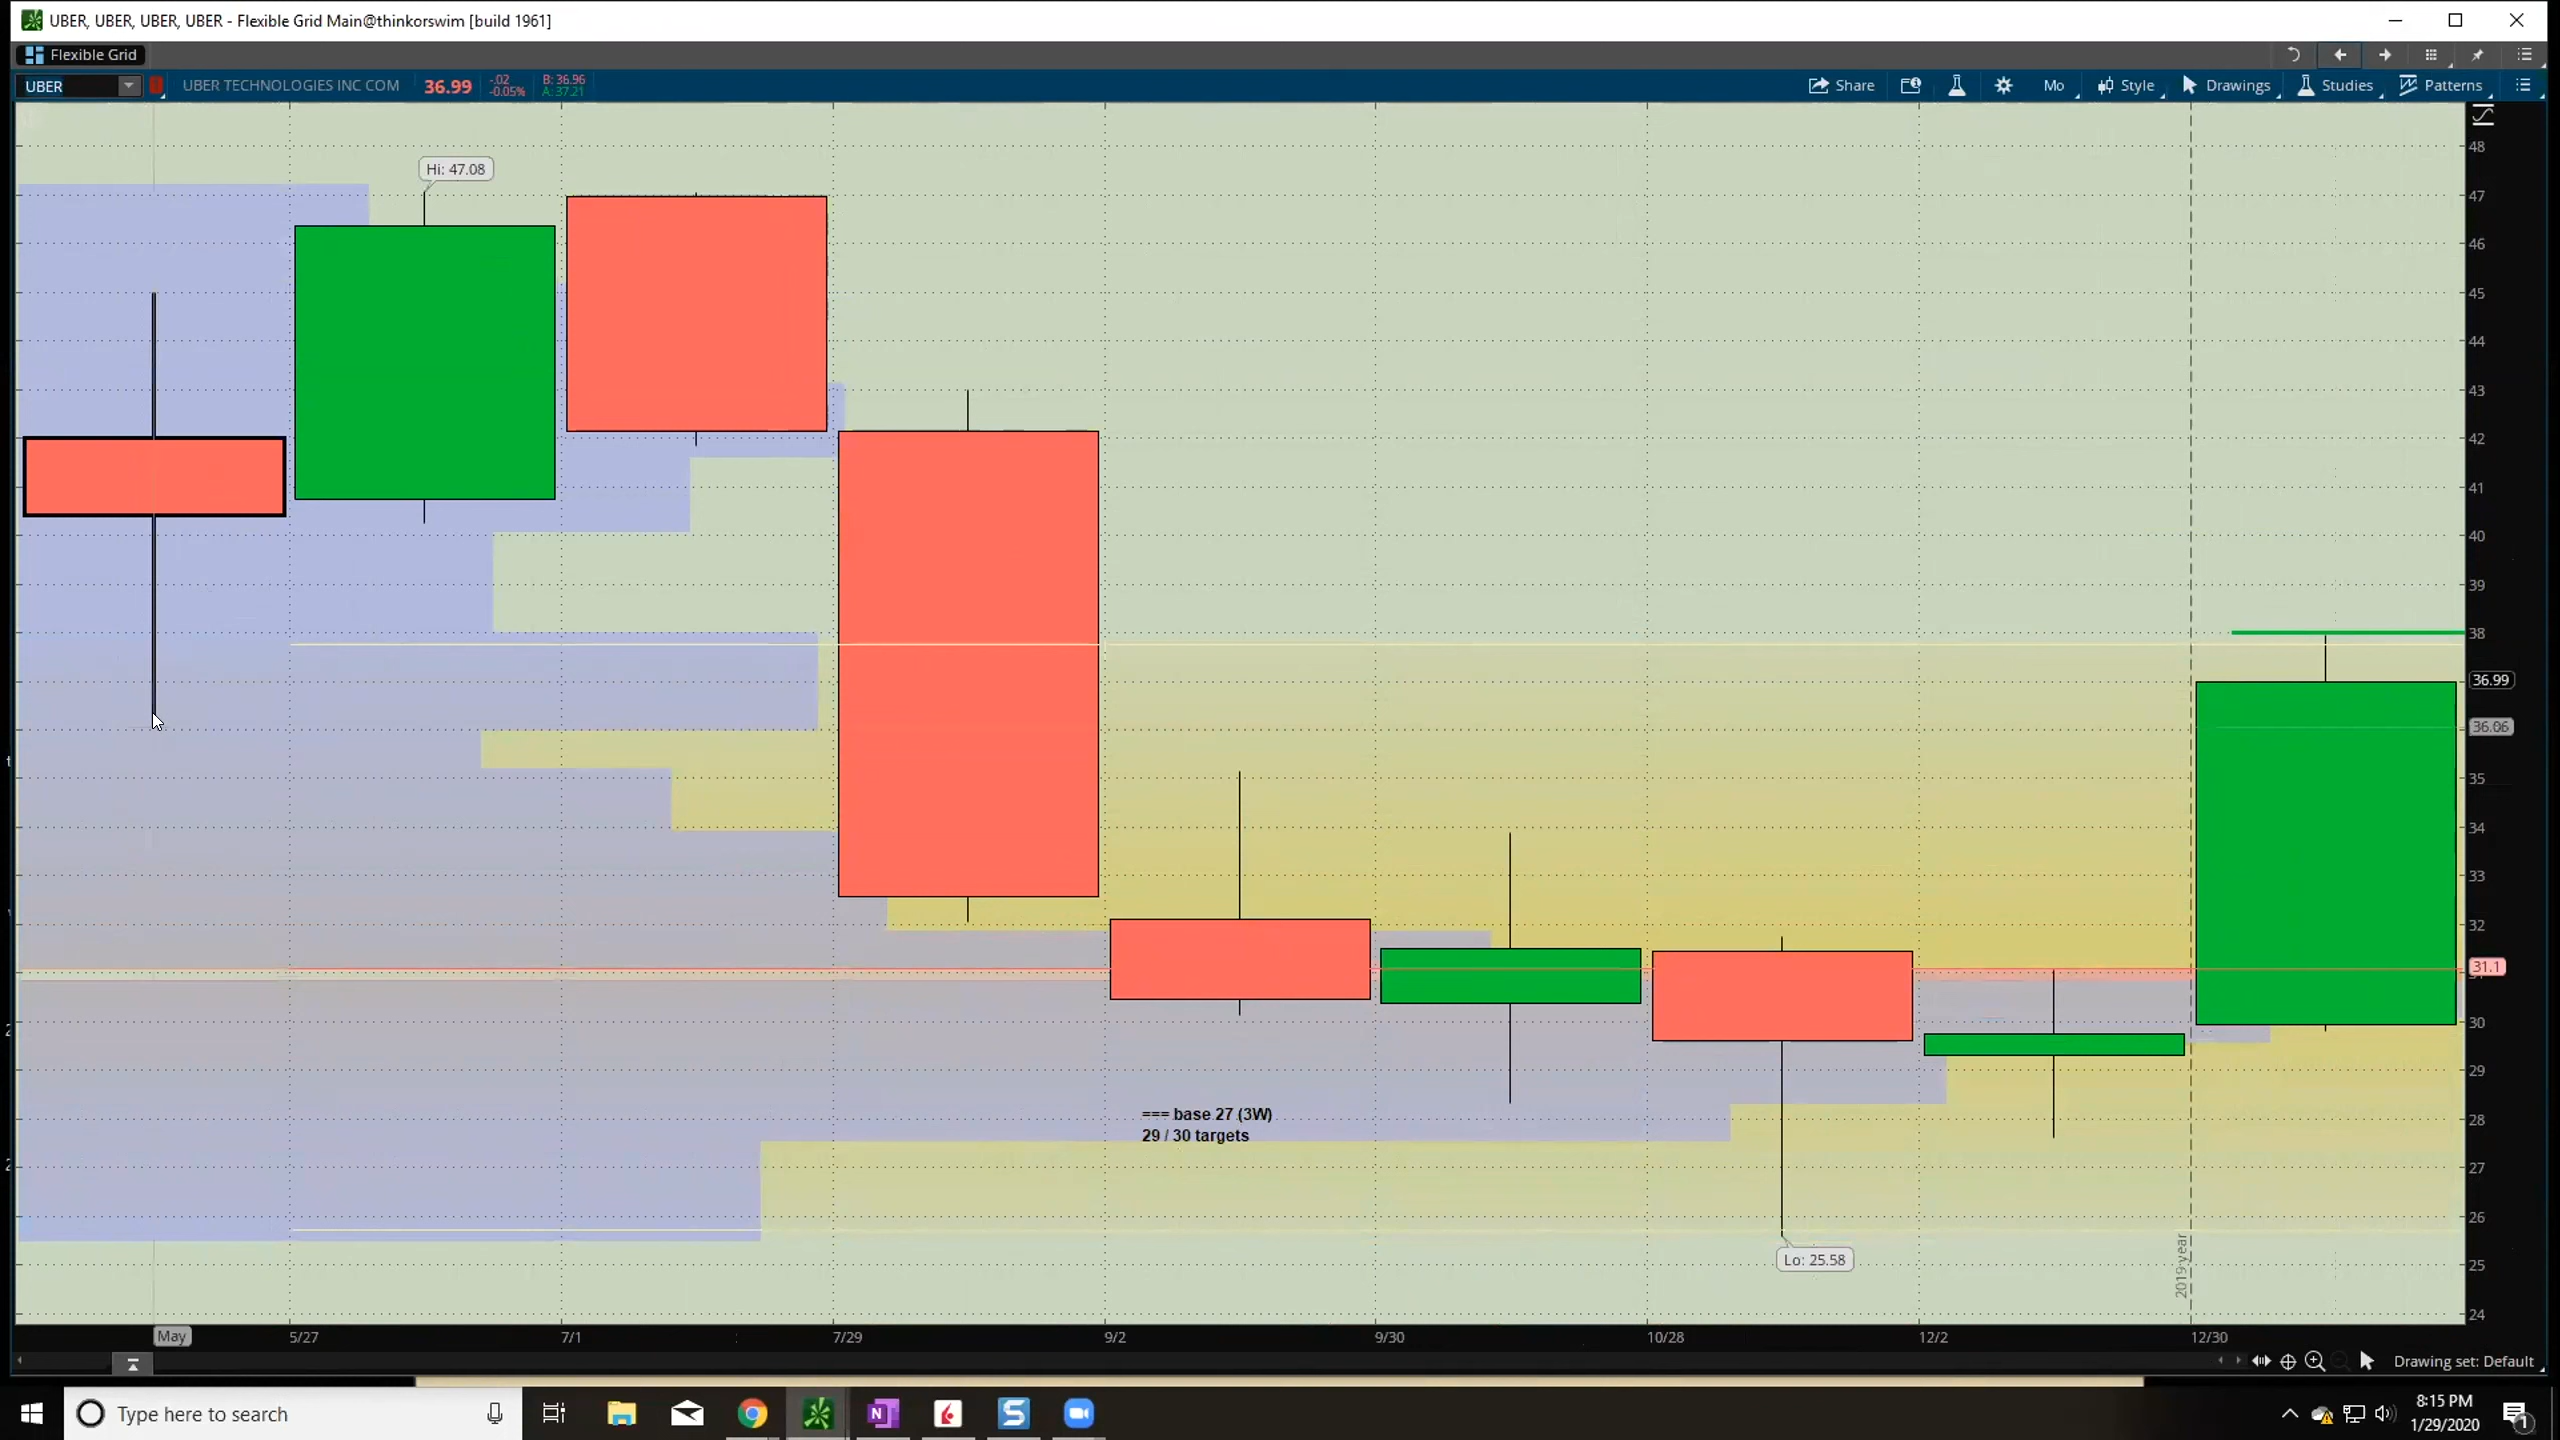 UBER, UBER, UBER, UBER - Flexible Grid Main@thinkorswim [build 1961]
Flexible Grid
UBER UBER TECHNOLOGIES INC COM 36.99 -.02 -0.05% B: 36.96 A: 37.21 Share Mo Style Drawings Studies Patterns
48
Hi: 47.08
47
46
45
44
43
42
41
40
39
38
36.99
36.06
35
34
33
32
31.1
30
29
=== base 27 (3W)
28
29 / 30 targets
27
26
Lo: 25.58
25
2019 year
24
May 5/27 7/1 7/29 9/2 9/30 10/28 12/2 12/30
Drawing set: Default
Type here to search
8:15 PM
1/29/2020
1